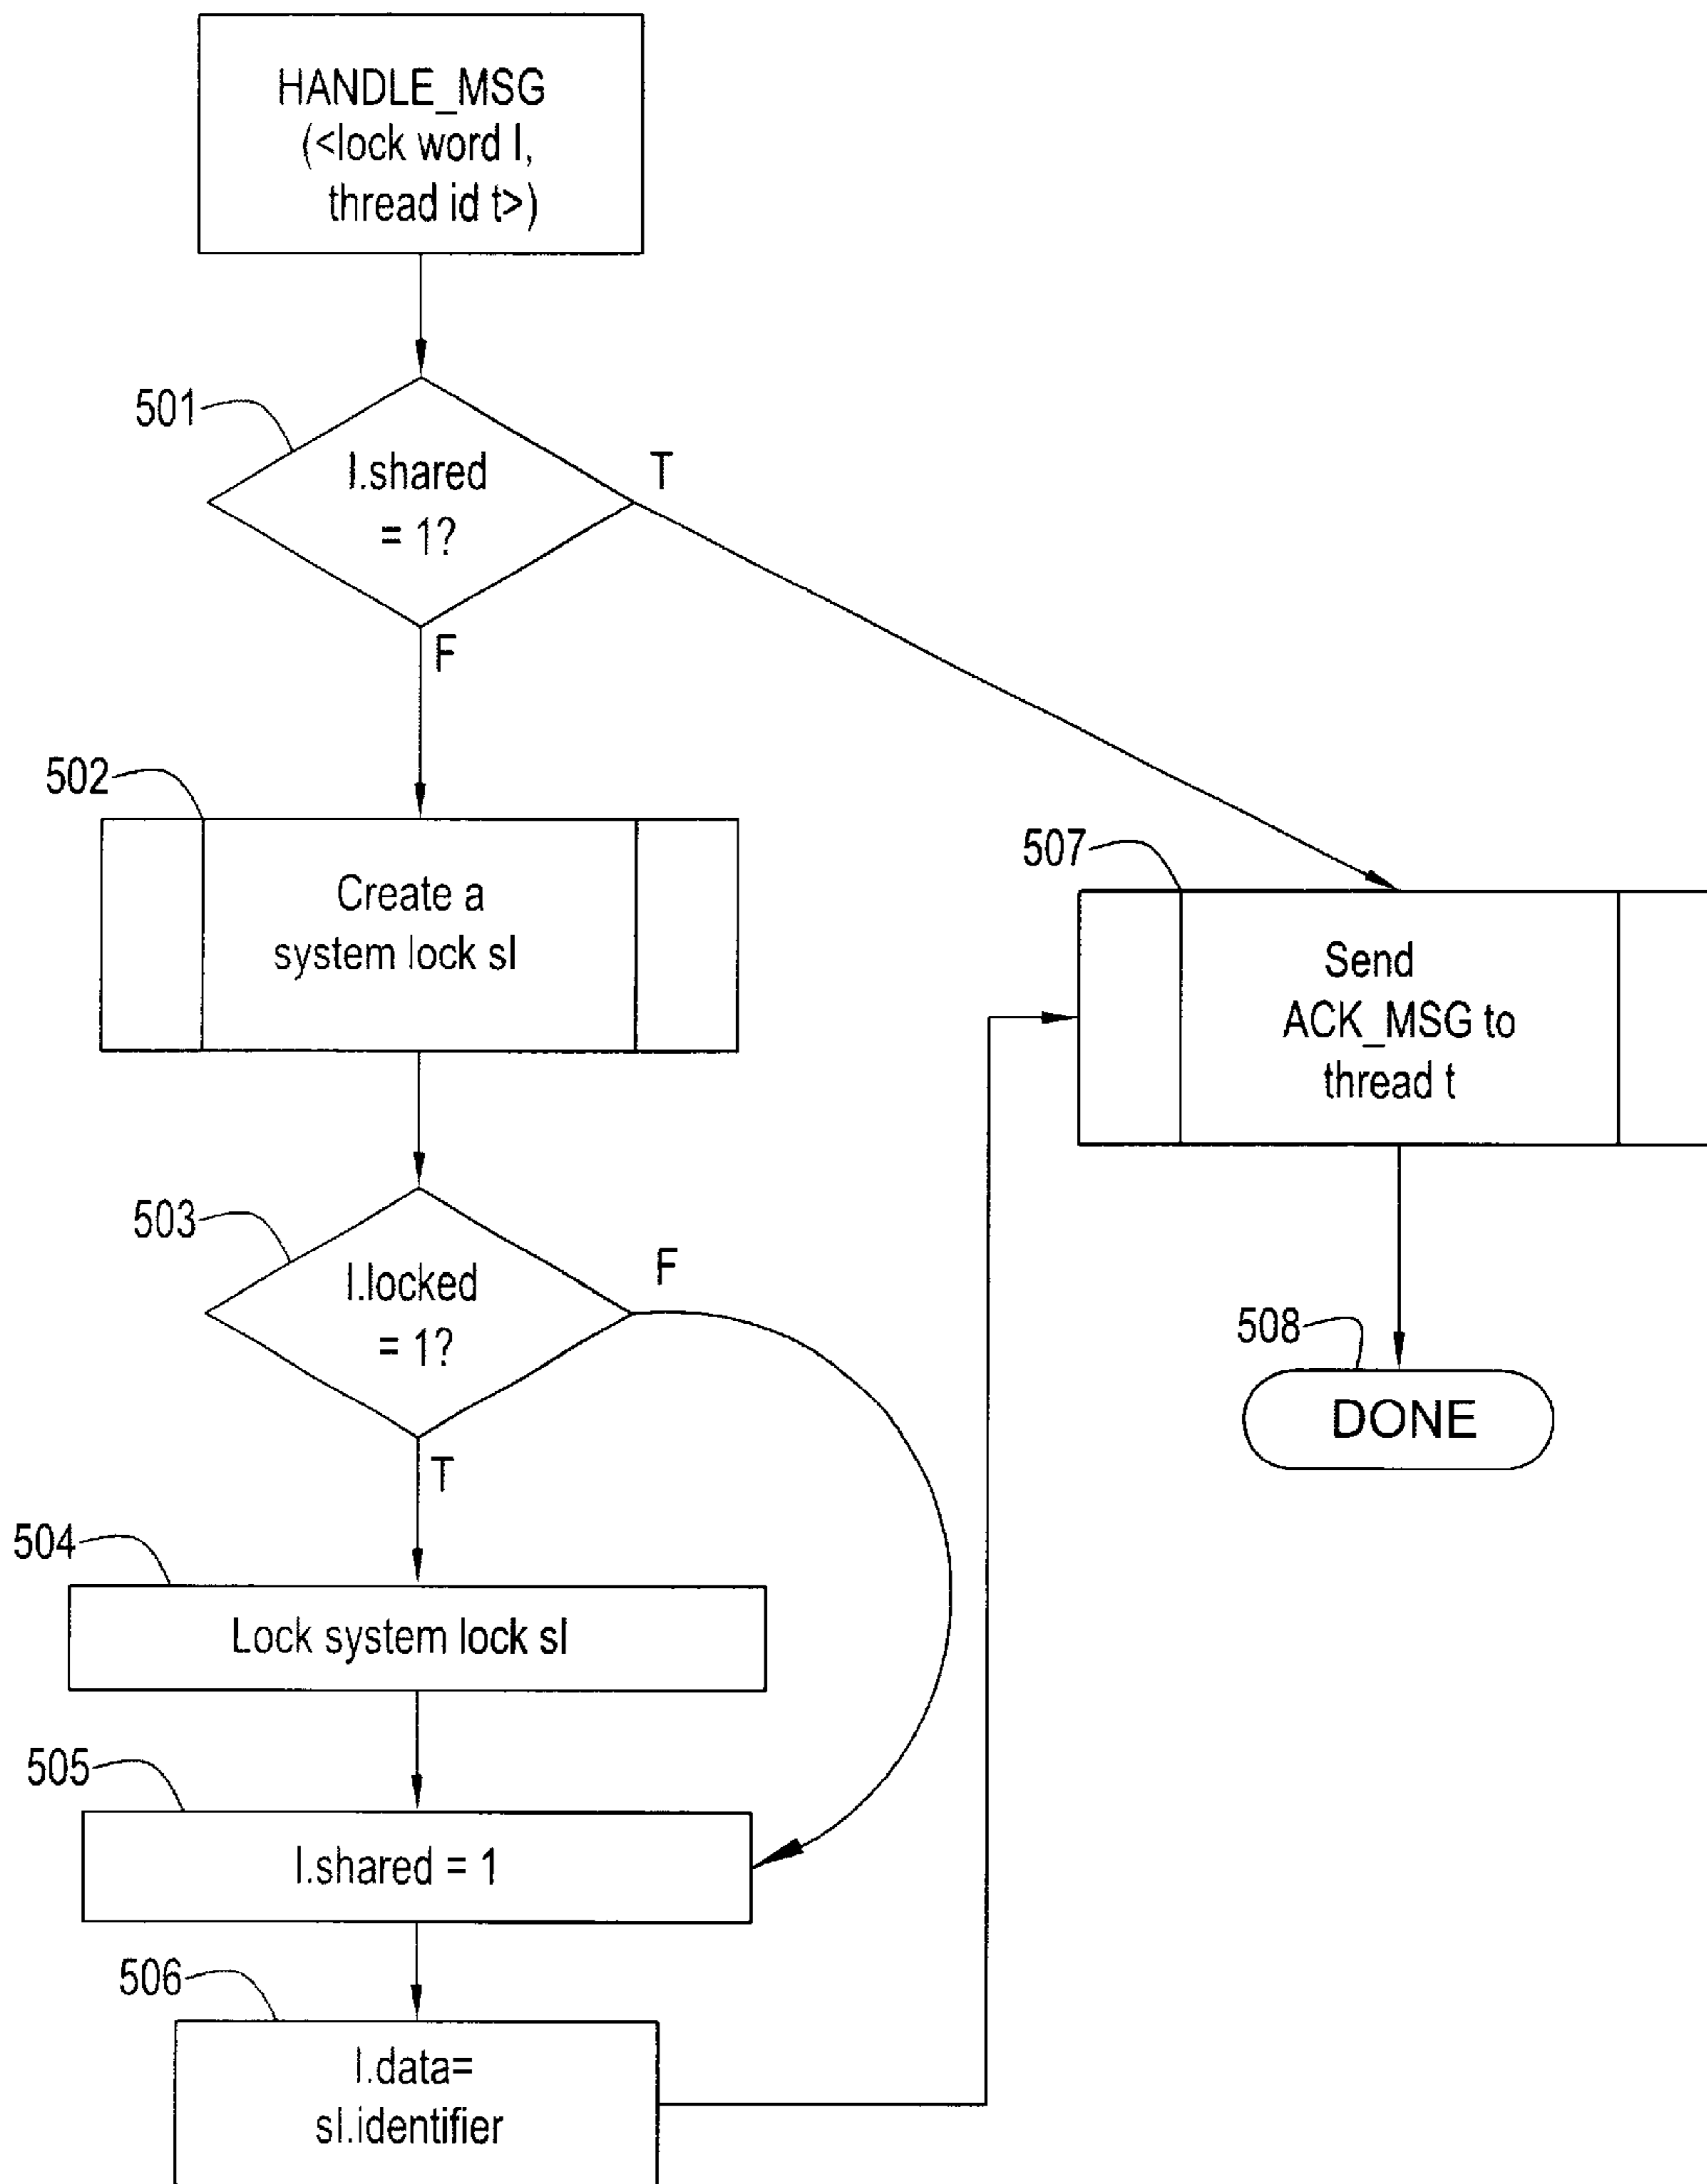 HANDLE_MSG
(<lock word l,
thread id t>)
501
l.shared
= 1?
T
F
502
Create a
system lock sl
507
Send
ACK_MSG to
thread t
503
l.locked
= 1?
F
T
508
DONE
504
Lock system lock sl
505
l.shared = 1
506
l.data=
sl.identifier